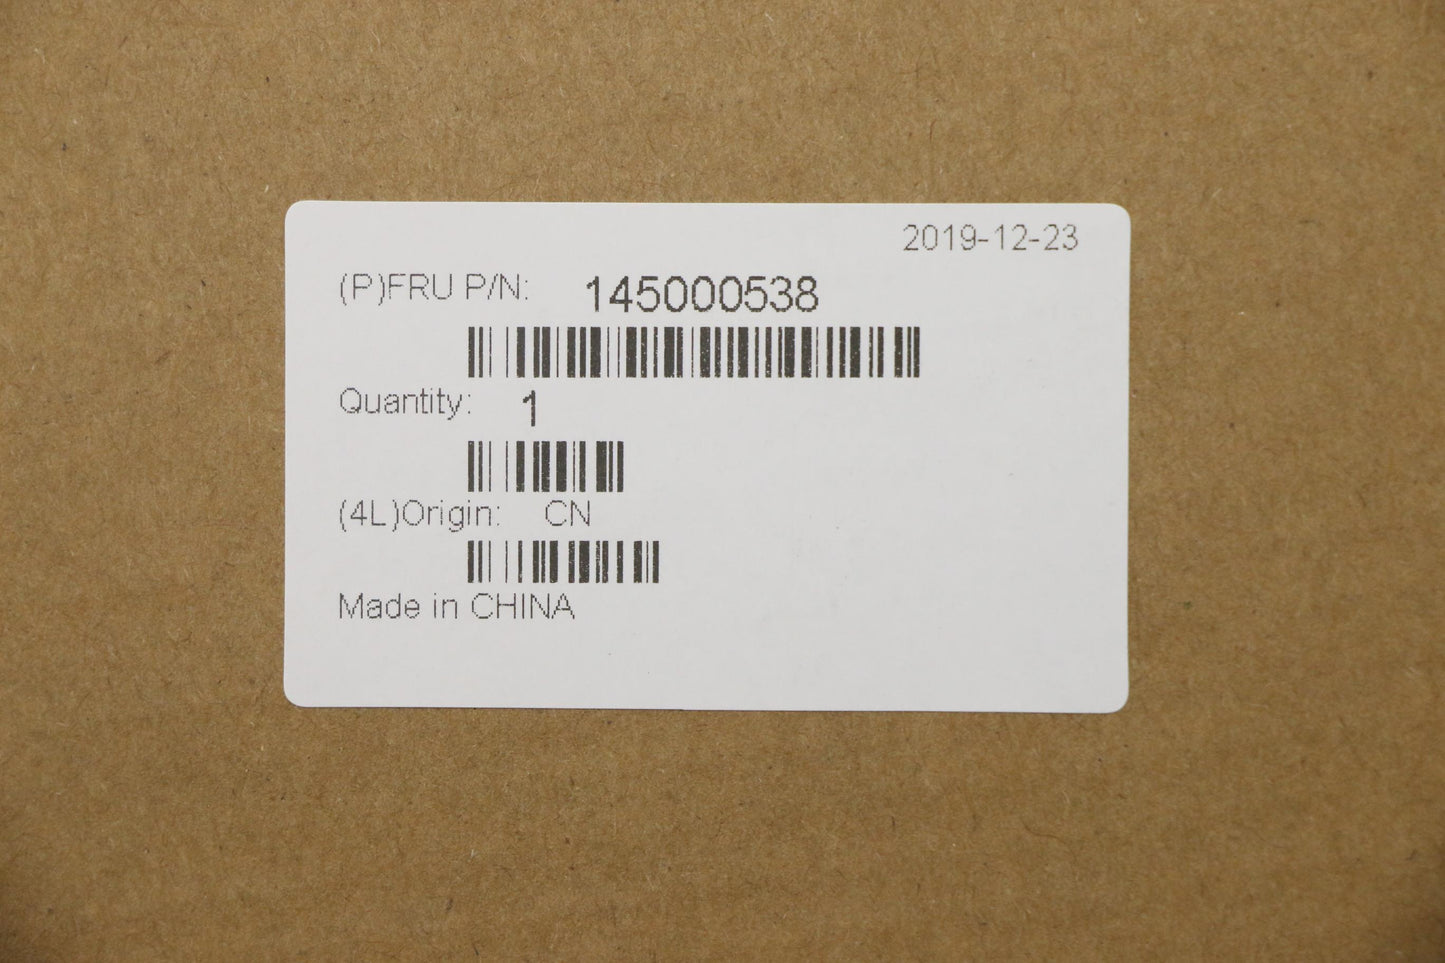 2019-12-23
(P)FRU P/N: 145000538
Quantity: 1
(4L)Origin: CN
Made in CHINA